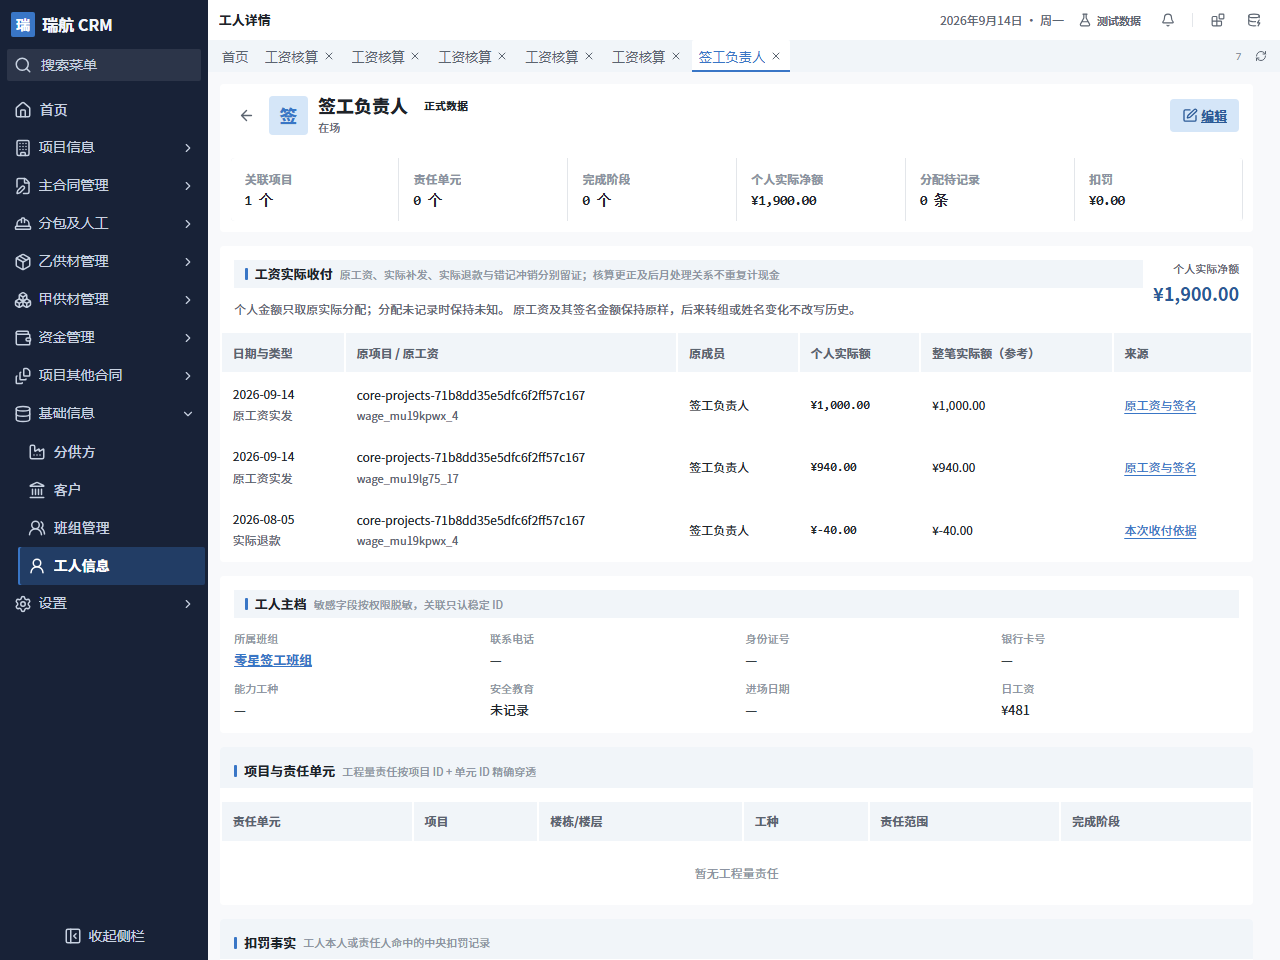 瑞 瑞航 CRM
搜索菜单
首页
项目信息
主合同管理
分包及人工
乙供材管理
甲供材管理
资金管理
项目其他合同
基础信息
分供方
客户
班组管理
工人信息
设置
收起侧栏
工人详情
2026年9月14日 · 周一 测试数据
首页 工资核算 工资核算 工资核算 工资核算 工资核算 签工负责人 7
签 签工负责人 正式数据
在场
编辑
关联项目 责任单元 完成阶段 个人实际净额 分配待记录 扣罚
1 个 0 个 0 个 ¥1,900.00 0 条 ¥0.00
工资实际收付 原工资、实际补发、实际退款与错记冲销分别留证；核算更正及后月处理关系不重复计现金
个人实际净额
¥1,900.00
个人金额只取原实际分配；分配未记录时保持未知。 原工资及其签名金额保持原样，后来转组或姓名变化不改写历史。
日期与类型 原项目 / 原工资 原成员 个人实际额 整笔实际额（参考） 来源
2026-09-14 core-projects-71b8dd35e5dfc6f2ff57c167 签工负责人 ¥1,000.00 ¥1,000.00 原工资与签名
原工资实发 wage_mu19kpwx_4
2026-09-14 core-projects-71b8dd35e5dfc6f2ff57c167 签工负责人 ¥940.00 ¥940.00 原工资与签名
原工资实发 wage_mu19lg75_17
2026-08-05 core-projects-71b8dd35e5dfc6f2ff57c167 签工负责人 ¥-40.00 ¥-40.00 本次收付依据
实际退款 wage_mu19kpwx_4
工人主档 敏感字段按权限脱敏，关联只认稳定 ID
所属班组 联系电话 身份证号 银行卡号
零星签工班组 — — —
能力工种 安全教育 进场日期 日工资
— 未记录 — ¥481
项目与责任单元 工程量责任按项目 ID + 单元 ID 精确穿透
责任单元 项目 楼栋/楼层 工种 责任范围 完成阶段
暂无工程量责任
扣罚事实 工人本人或责任人命中的中央扣罚记录